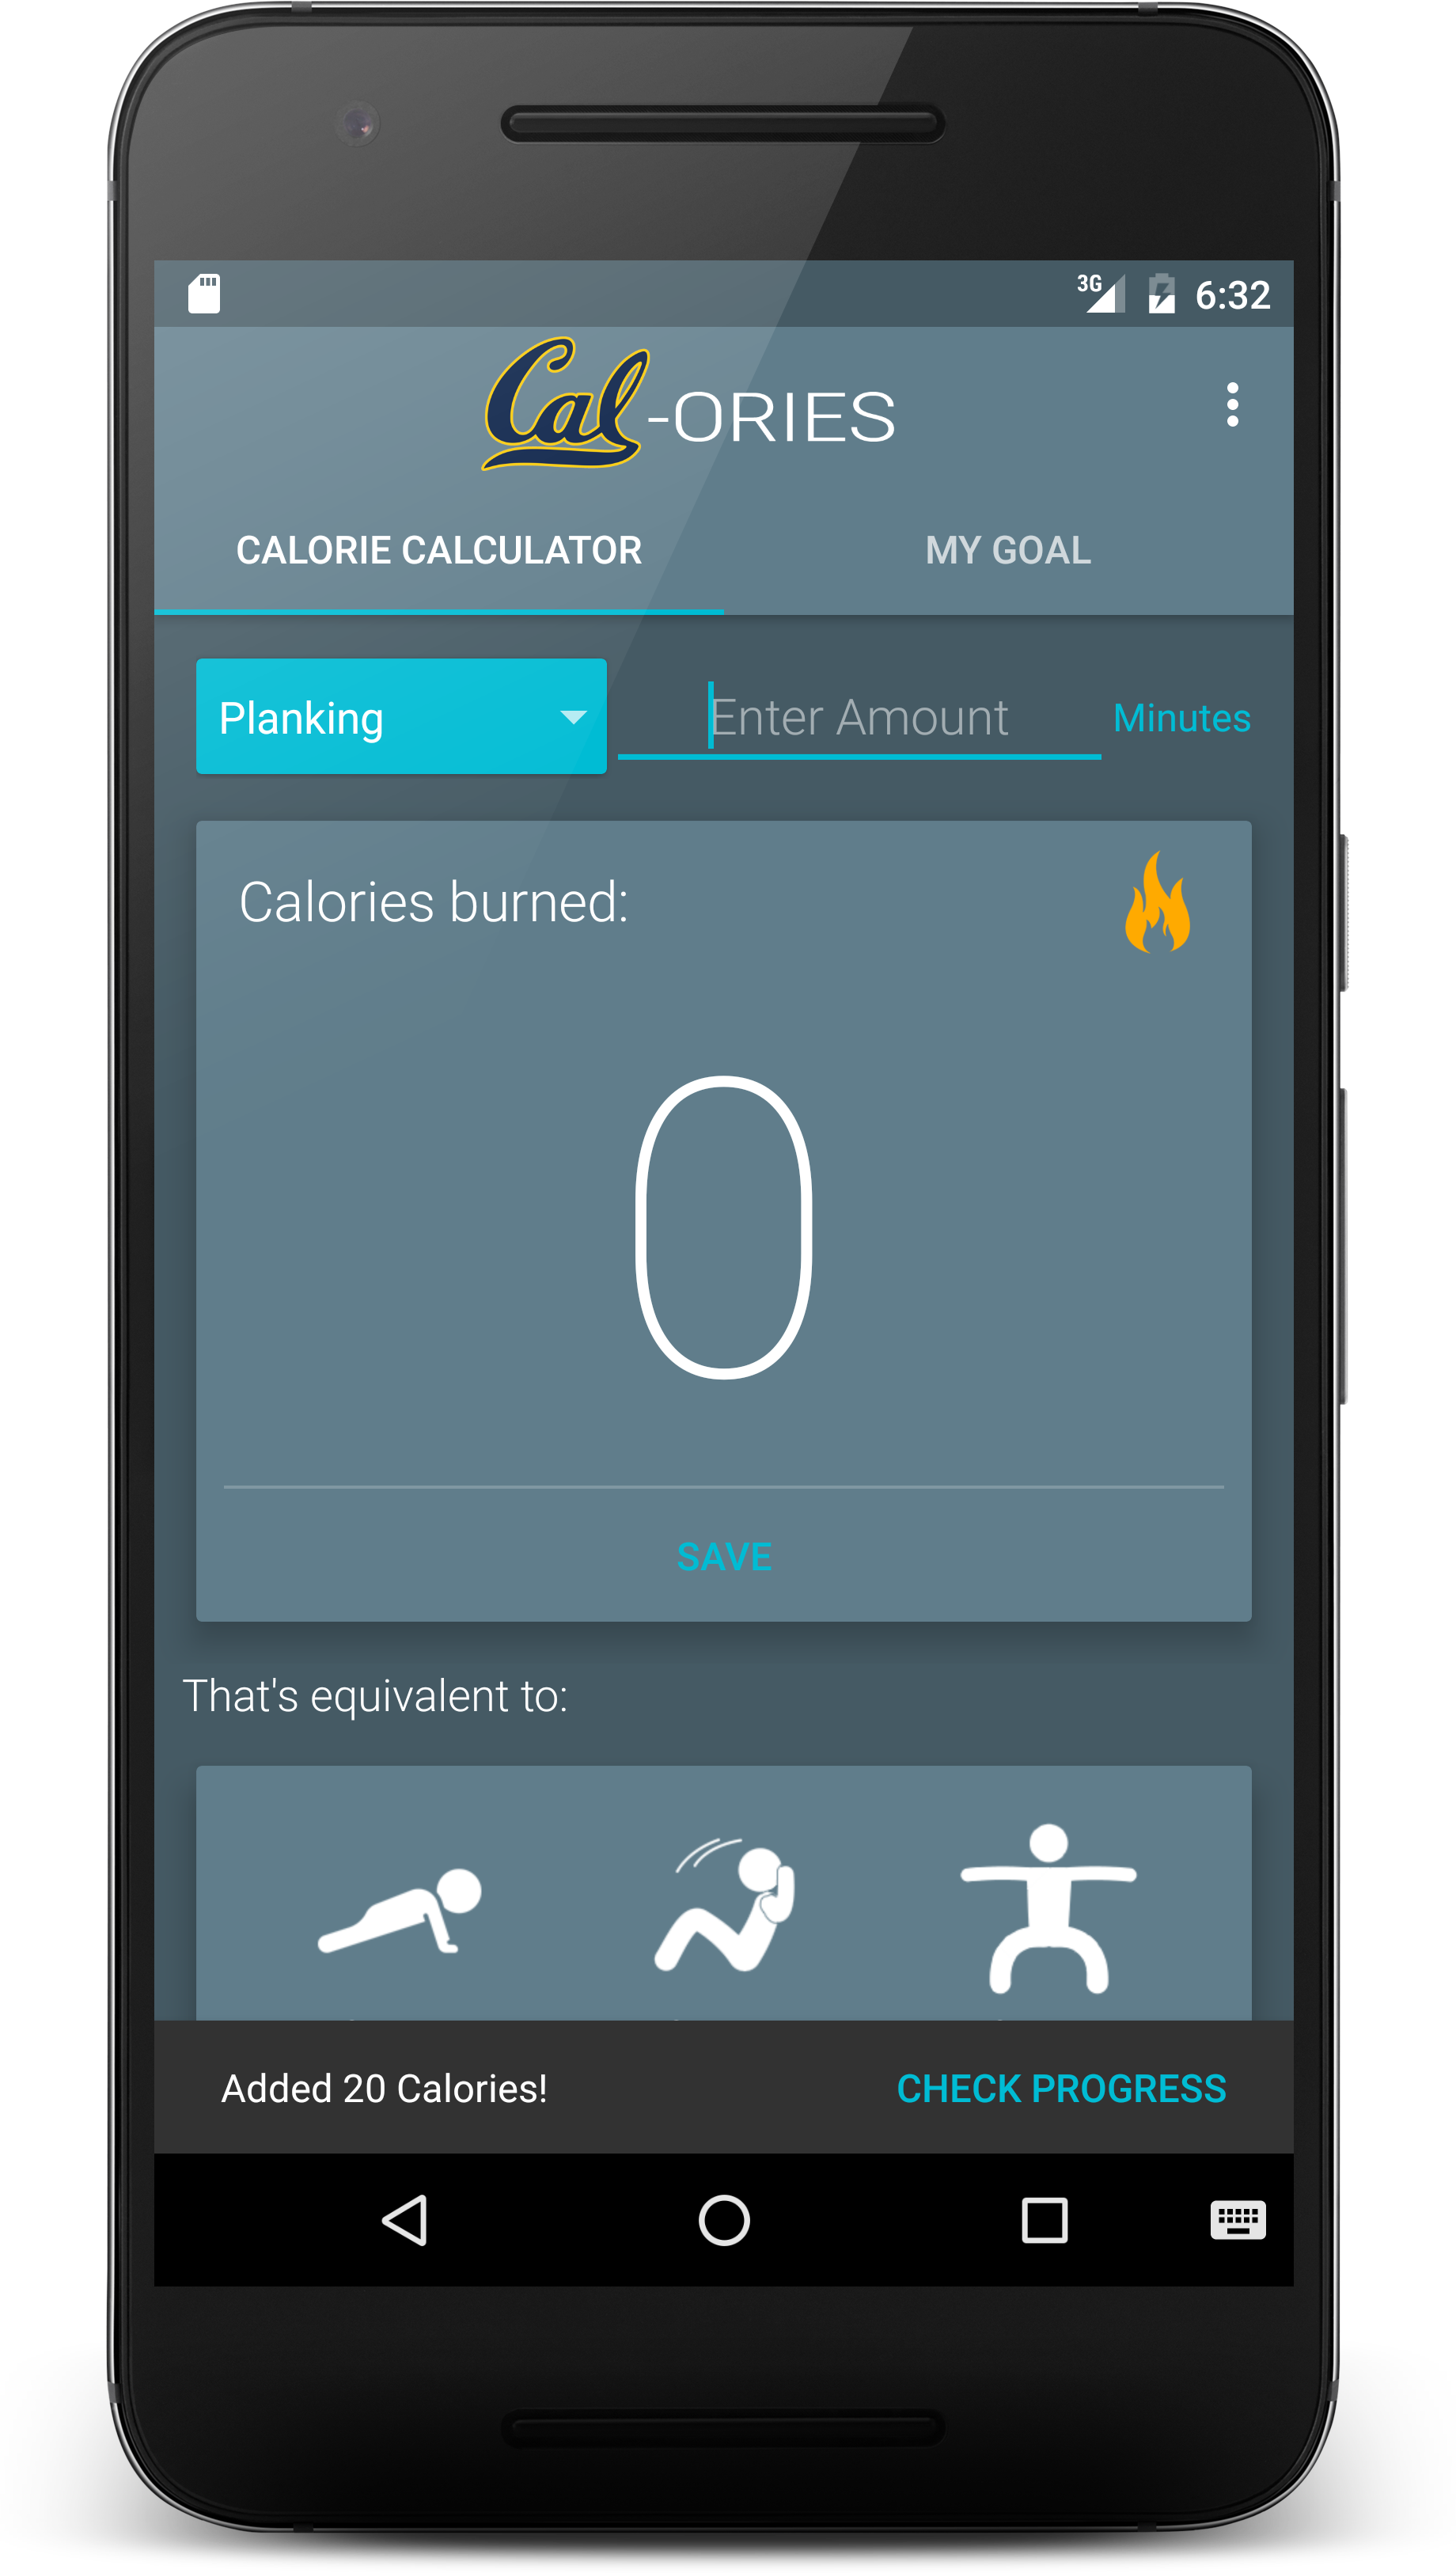 3G 6:32
Cal-ORIES
CALORIE CALCULATOR MY GOAL
Planking Enter Amount Minutes
Calories burned:
0
SAVE
That's equivalent to:
Added 20 Calories! CHECK PROGRESS